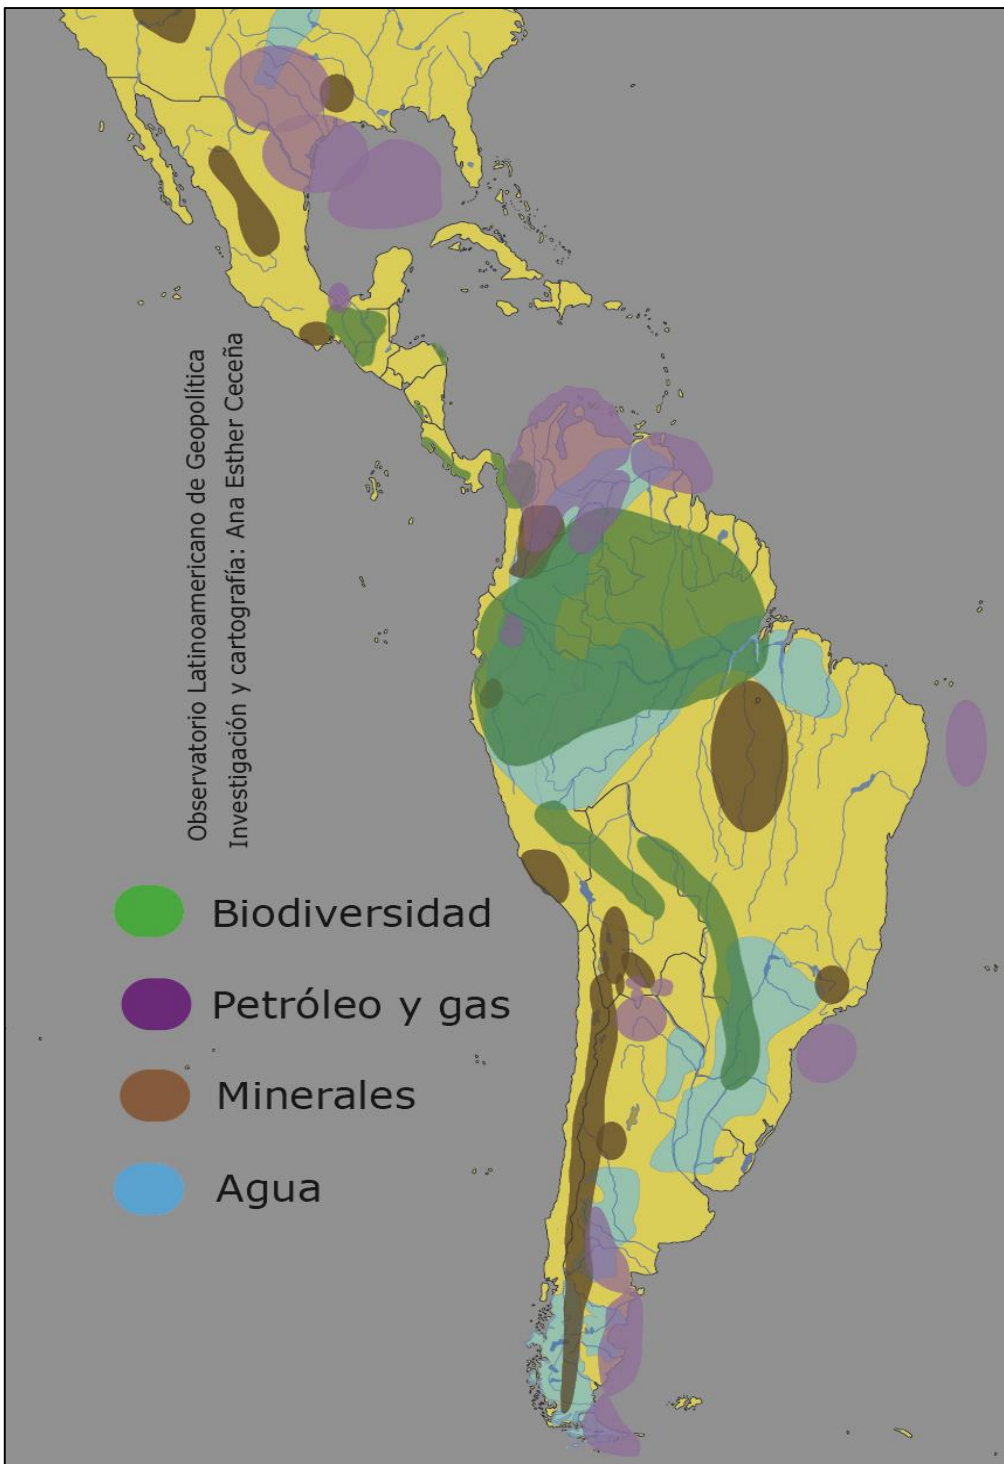 Observatorio Latinoamericano de Geopolítica
Investigación y cartografía: Ana Esther Ceceña
Biodiversidad
Petróleo y gas
Minerales
Agua